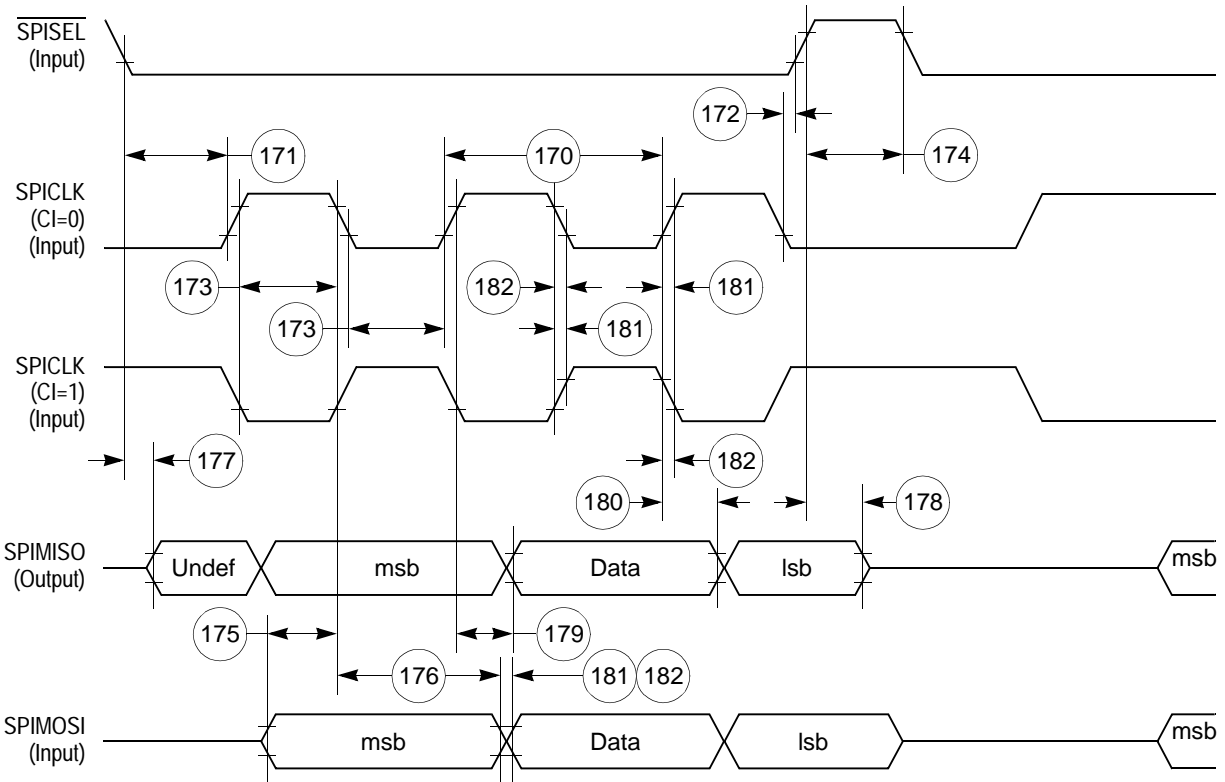 SPISEL
(Input)
172
171
170
174
SPICLK
(CI=0)
(Input)
173
182
181
173
181
SPICLK
(CI=1)
(Input)
177
182
180
178
SPIMISO
(Output)
Undef msb Data lsb msb
175
179
176
181 182
SPIMOSI
(Input)
msb Data lsb msb